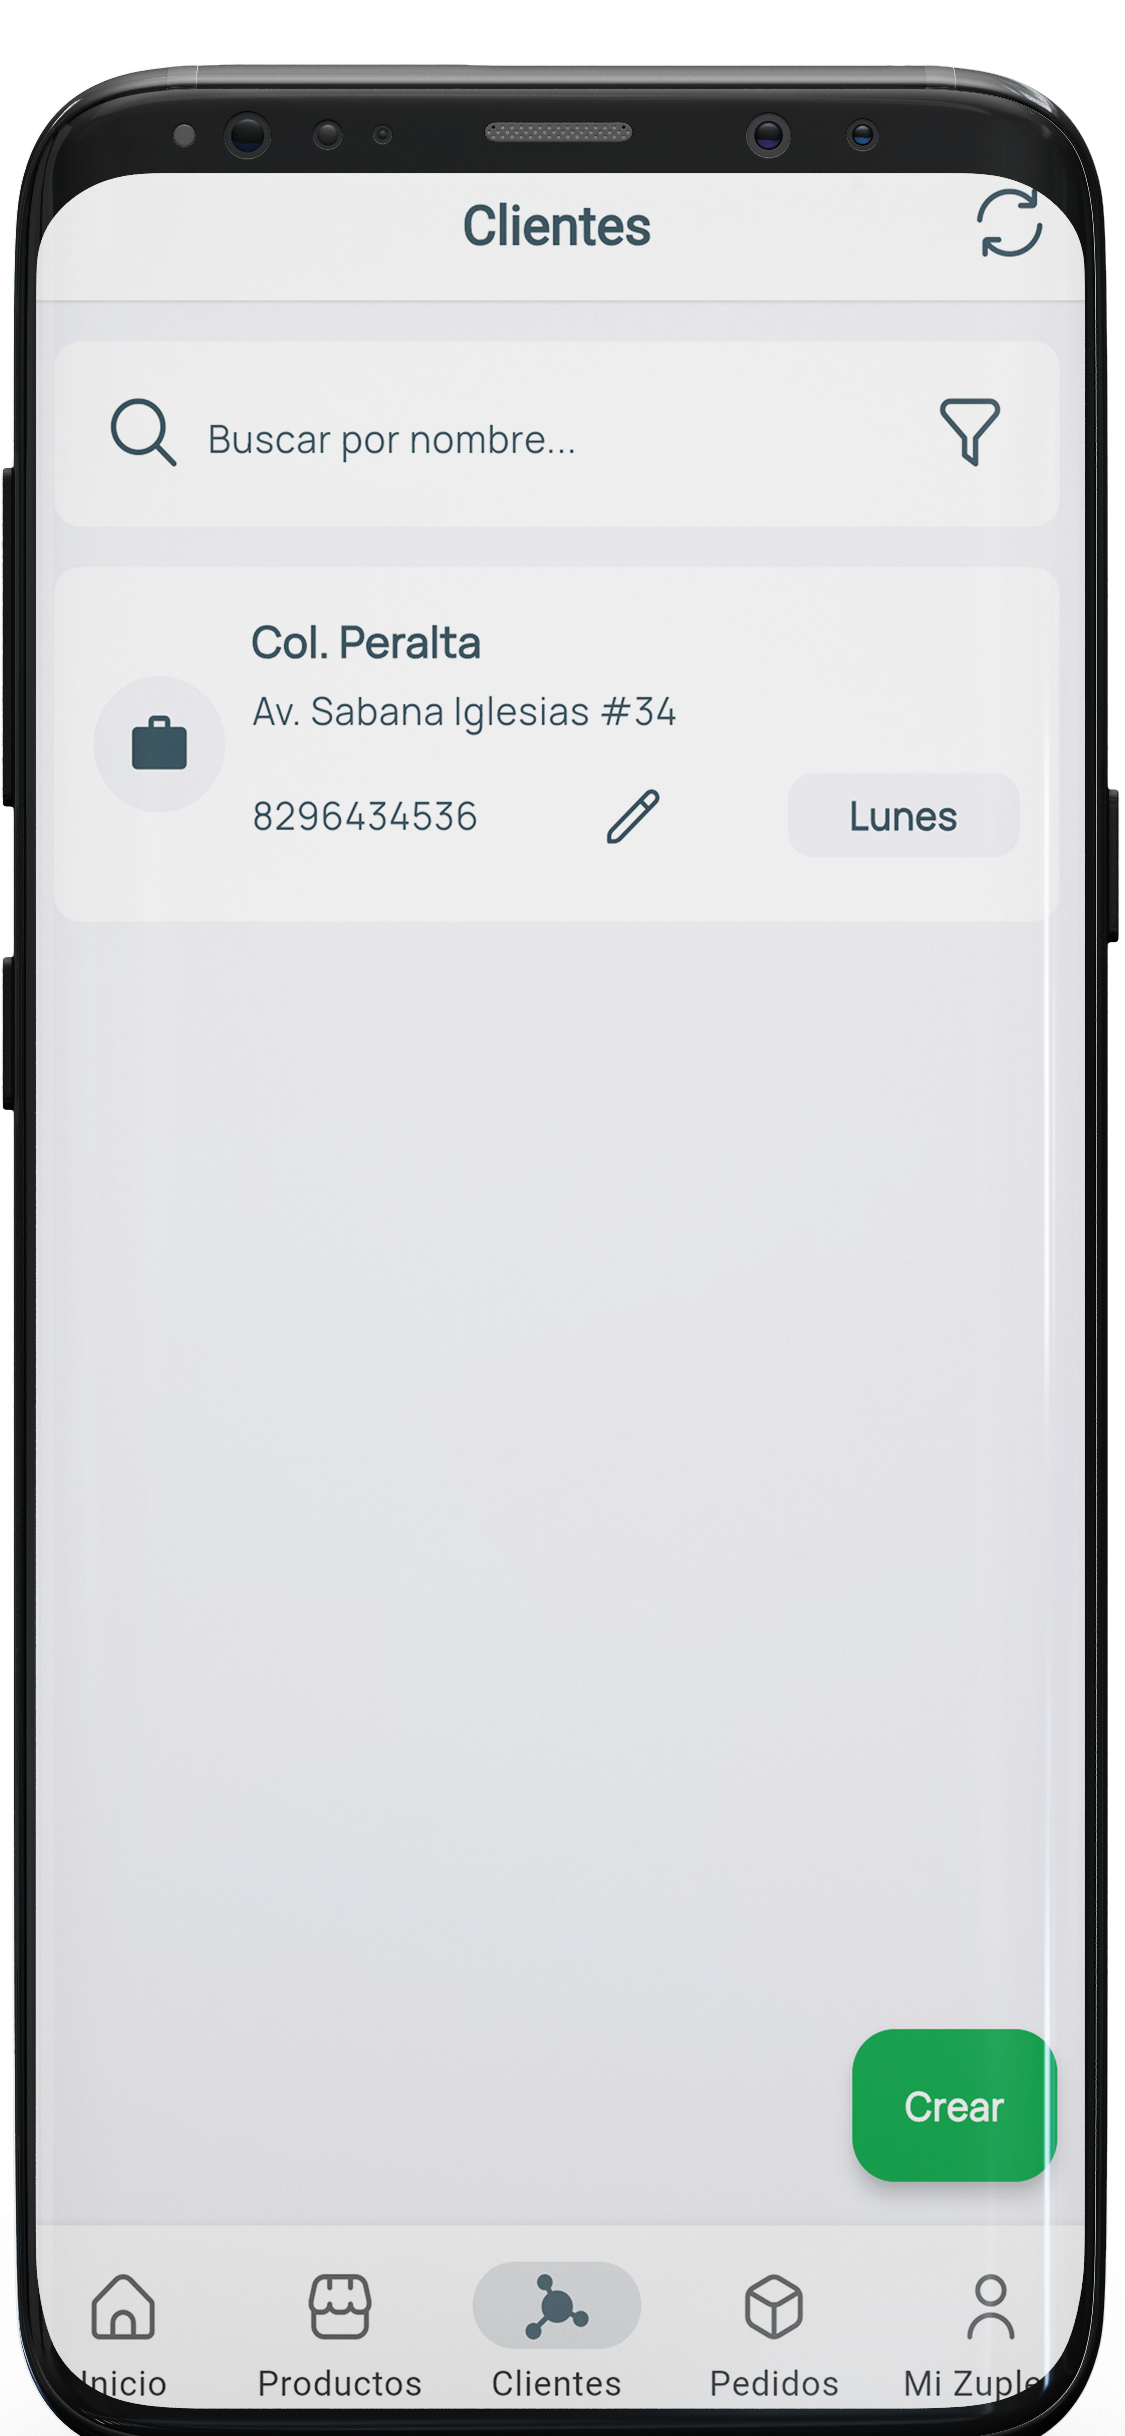 Clientes
Buscar por nombre...
Col. Peralta
Av. Sabana Iglesias #34
8296434536
Lunes
Crear
Inicio
Productos
Clientes
Pedidos
Mi Zuple